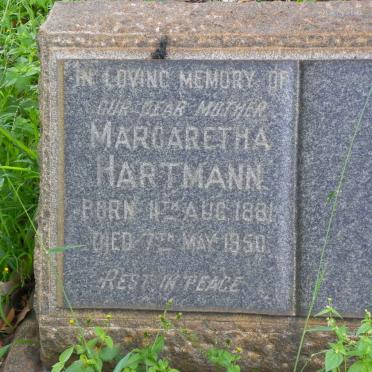 IN LOVING MEMORY OF
OUR DEAR MOTHER
MARGARETHA
HARTMANN
BORN 11TH AUG. 1881
DIED 7TH MAY 1950
REST IN PEACE